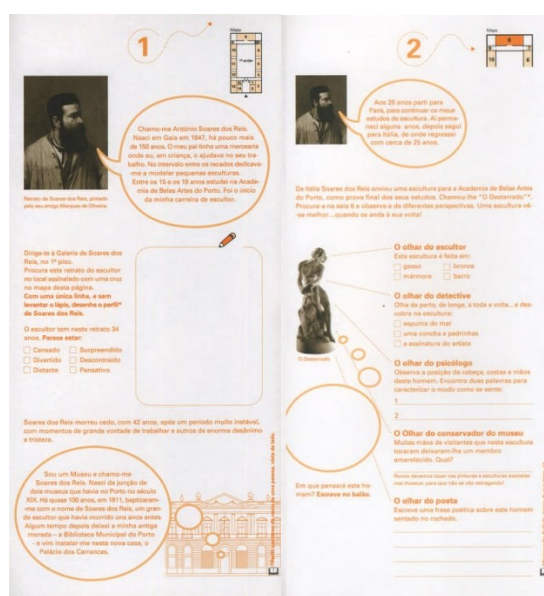 1
Mapa
1º andar
Chamo-me António Soares dos Reis.
Nasci em Gaia em 1847, há pouco mais
de 150 anos. O meu pai tinha uma mercearia
onde eu, em criança, o ajudava no seu tra-
balho. No intervalo entre os recados dedicava-
-me a modelar pequenas esculturas.
Entre os 15 e 19 anos estudei na Acade-
mia de Belas Artes do Porto. Foi o início
da minha carreira de escultor.
Retrato de Soares dos Reis, pintado
pelo seu amigo Marques de Oliveira.
Dirige-te à Galeria de Soares dos
Reis, no 1º piso.
Procura este retrato do escultor
no local assinalado com uma cruz
no mapa desta página.
Com uma única linha, e sem
levantar o lápis, desenha o perfil*
de Soares dos Reis.
O escultor tem neste retrato 34
anos. Parece estar:
Cansado Surpreendido
Divertido Descontraído
Distante Pensativo
Soares dos Reis morreu cedo, com 42 anos, após um período muito instável,
com momentos de grande vontade de trabalhar e outros de enorme desânimo
e tristeza.
Sou um Museu e chamo-me
Soares dos Reis. Nasci da junção de
dois museus que havia no Porto no século
XIX. Há quase 100 anos, em 1911, baptizaram-
-me com o nome de Soares dos Reis, um gran-
de escultor que havia morrido uns anos antes.
Algum tempo depois deixei a minha antiga
morada – a Biblioteca Municipal do Porto
– e vim instalar-me nesta nova casa, o
Palácio dos Carrancas.
2
Mapa
Aos 25 anos parti para
Paris, para continuar os meus
estudos de escultura. Aí perma-
neci alguns anos, depois segui
para Itália, de onde regressei
com cerca de 25 anos.
De Itália Soares dos Reis enviou uma escultura para a Academia de Belas Artes
do Porto, como prova final dos seus estudos. Chamou-lhe "O Desterrado"*.
Procura-a na sala 6 e observa-a de diferentes perspectivas. Uma escultura vê-
-se melhor...quando se anda à sua volta!
O olhar do escultor
Esta escultura é feita em:
gesso bronze
mármore barro
O olhar do detective
Olha de perto, de longe, a toda a volta... e des-
cobre na escultura:
espuma do mar
uma concha e pedrinhas
a assinatura do artista
O Desterrado
O olhar do psicólogo
Observa a posição da cabeça, costas e mãos
deste homem. Encontra duas palavras para
caracterizar o modo como se sente:
1
2
O Olhar do conservador do museu
Muitas mãos de visitantes que nesta escultura
tocaram deixaram-lhe um membro
amarelecido. Qual?
Nunca devemos tocar nas pinturas e esculturas expostas
nos museus, para que não se vão estragando!
Em que pensará este ho-
mem? Escreve no balão.
O olhar do poeta
Escreve uma frase poética sobre este homem
sentado no rochedo.